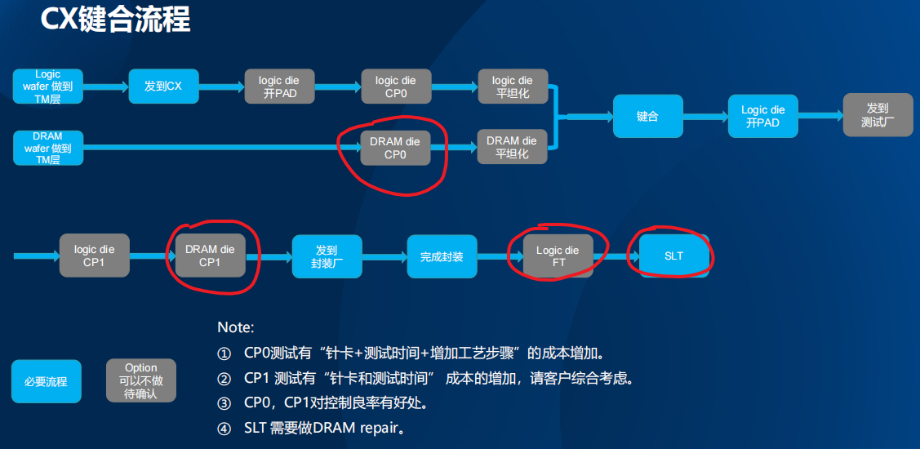 CX键合流程
Logic
wafer 做到
TM层
发到CX
logic die
开PAD
logic die
CP0
logic die
平坦化
DRAM
wafer 做到
TM层
DRAM die
CP0
DRAM die
平坦化
键合
Logic die
开PAD
发到
测试厂
logic die
CP1
DRAM die
CP1
发到
封装厂
完成封装
Logic die
FT
SLT
必要流程
Option
可以不做
待确认
Note:
① CP0测试有“针卡+测试时间+增加工艺步骤”的成本增加。
② CP1 测试有“针卡和测试时间” 成本的增加，请客户综合考虑。
③ CP0，CP1对控制良率有好处。
④ SLT 需要做DRAM repair。